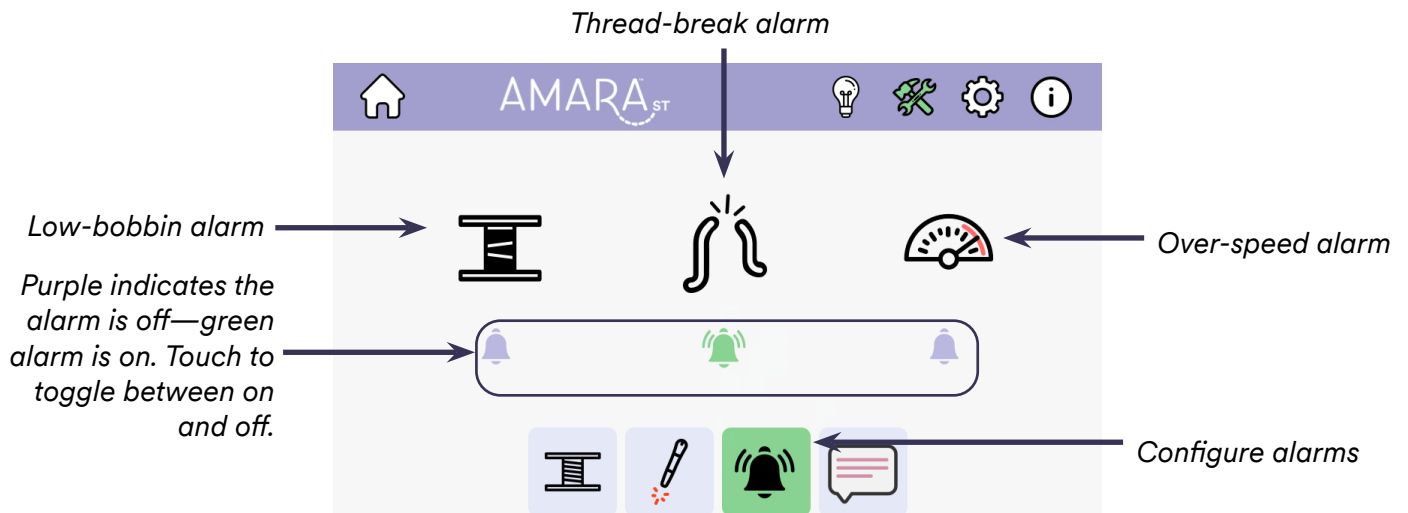 Thread-break alarm
AMARA™ ST
Low-bobbin alarm
Over-speed alarm
Purple indicates the
alarm is off—green
alarm is on. Touch to
toggle between on
and off.
Configure alarms